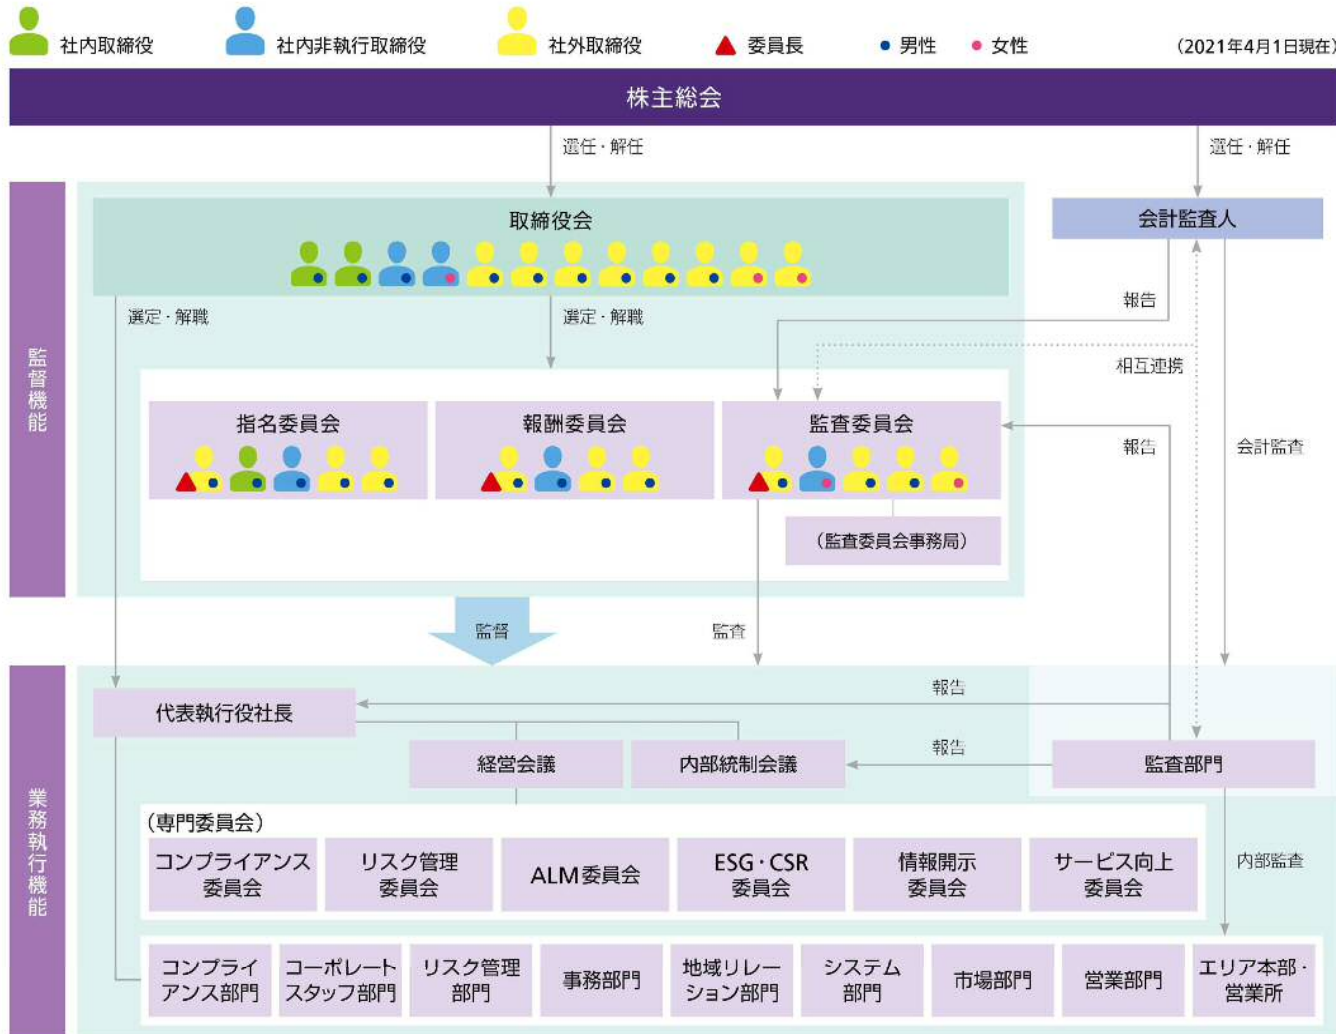 社内取締役
社内非執行取締役
社外取締役
委員長
男性
女性
（2021年4月1日現在）
株主総会
選任・解任
選任・解任
監督機能
取締役会
会計監査人
選定・解職
選定・解職
報告
相互連携
指名委員会
報酬委員会
監査委員会
報告
会計監査
（監査委員会事務局）
監督
監査
業務執行機能
代表執行役社長
報告
経営会議
内部統制会議
報告
監査部門
（専門委員会）
コンプライアンス
委員会
リスク管理
委員会
ALM委員会
ESG・CSR
委員会
情報開示
委員会
サービス向上
委員会
内部監査
コンプライ
アンス部門
コーポレート
スタッフ部門
リスク管理
部門
事務部門
地域リレー
ション部門
システム
部門
市場部門
営業部門
エリア本部・
営業所